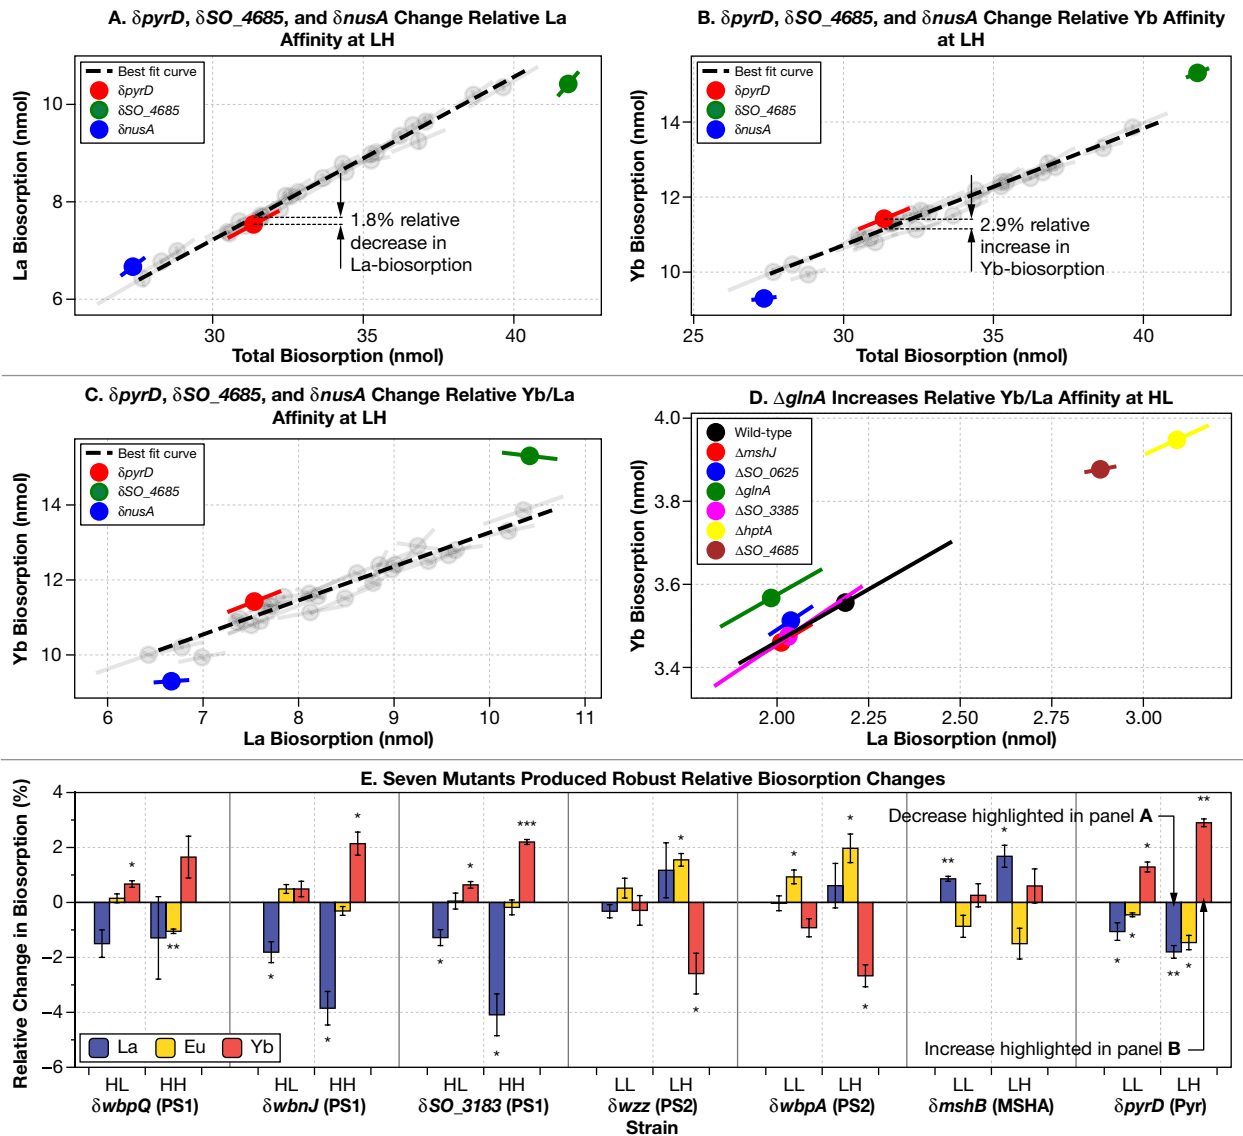 A. δpyrD, δSO_4685, and δnusA Change Relative La
Affinity at LH
La Biosorption (nmol)
10
8
6
Best fit curve
δpyrD
δSO_4685
δnusA
1.8% relative
decrease in
La-biosorption
30
35
40
Total Biosorption (nmol)
B. δpyrD, δSO_4685, and δnusA Change Relative Yb Affinity
at LH
Yb Biosorption (nmol)
14
12
10
Best fit curve
δpyrD
δSO_4685
δnusA
2.9% relative
increase in
Yb-biosorption
25
30
35
40
Total Biosorption (nmol)
C. δpyrD, δSO_4685, and δnusA Change Relative Yb/La
Affinity at LH
Yb Biosorption (nmol)
14
12
10
Best fit curve
δpyrD
δSO_4685
δnusA
6
7
8
9
10
11
La Biosorption (nmol)
D. ΔglnA Increases Relative Yb/La Affinity at HL
Yb Biosorption (nmol)
4.0
3.8
3.6
3.4
Wild-type
ΔmshJ
ΔSO_0625
ΔglnA
ΔSO_3385
ΔhptA
ΔSO_4685
2.00
2.25
2.50
2.75
3.00
La Biosorption (nmol)
E. Seven Mutants Produced Robust Relative Biosorption Changes
Relative Change in Biosorption (%)
4
2
0
−2
−4
−6
La
Eu
Yb
*
**
*
*
*
*
***
*
*
*
*
*
*
**
*
*
*
*
**
*
**
Decrease highlighted in panel A
Increase highlighted in panel B
HL HH HL HH HL HH LL LH LL LH LL LH LL LH
δwbpQ (PS1) δwbnJ (PS1) δSO_3183 (PS1) δwzz (PS2) δwbpA (PS2) δmshB (MSHA) δpyrD (Pyr)
Strain